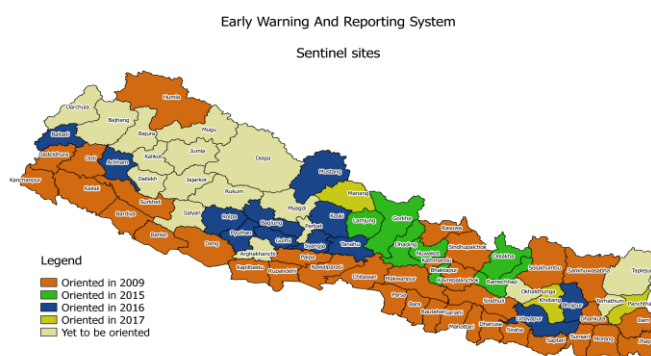 Early Warning And Reporting System
Sentinel sites
Humla
Darchula
Bajhang
Mugu
Bajura
Baitadi
Dadeldhura
Doti
Achham
Kalikot
Jumla
Dolpa
Mustang
Kanchanpur
Kailali
Dailekh
Jajarkot
Manang
Rukum
Surkhet
Myagdi
Bardiya
Salyan
Rolpa
Baglung
Parbat
Kaski
Lamjung
Gorkha
Rasuwa
Banke
Pyuthan
Gulmi
Syangja
Tanahu
Dhading
Nuwakot
Sindhupalchok
Dolakha
Dang
Arghakhanchi
Palpa
Kathmandu
Bhaktapur
Kavrepalanchok
Ramechhap
Solukhumbu
Sankhuwasabha
Taplejung
Kapilbastu
Rupandehi
Nawalparasi
Chitawan
Makwanpur
Okhaldhunga
Khotang
Bhojpur
Terhathum
Panchthar
Parsa
Bara
Rautahat
Sarlahi
Mahottari
Sindhuli
Dhanusa
Siraha
Udayapur
Saptari
Dhankuta
Sunsari
Morang
Ilam
Jhapa
Legend
Oriented in 2009
Oriented in 2015
Oriented in 2016
Oriented in 2017
Yet to be oriented